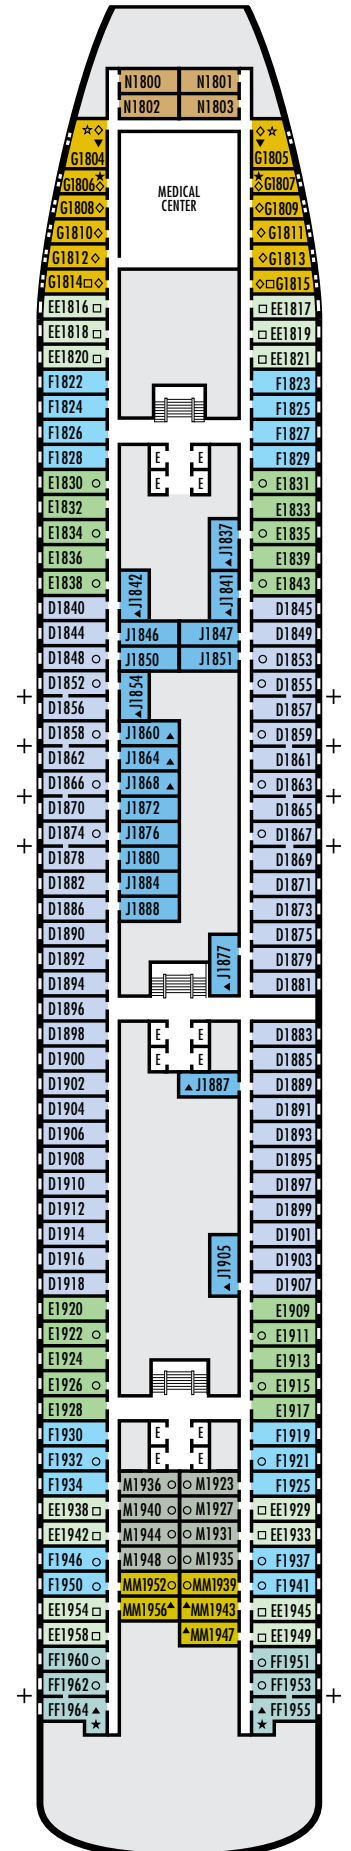 N1800 N1801
N1802 N1803
G1804 G1805
G1806 G1807
MEDICAL
CENTER
G1808 G1809
G1810 G1811
G1812 G1813
G1814 G1815
EE1816 EE1817
EE1818 EE1819
EE1820 EE1821
F1822 F1823
F1824 F1825
F1826 F1827
F1828 E E F1829
E1830 E E E1831
E1832 E1833
E1834 J1837 E1835
E1836 E1839
E1838 J1842 J1841 E1843
D1840 D1845
D1844 J1846 J1847 D1849
D1848 J1850 J1851 D1853
D1852 J1854 D1855
D1856 D1857
D1858 J1860 D1859
D1862 J1864 D1861
D1866 J1868 D1863
D1870 J1872 D1865
D1874 J1876 D1867
D1878 J1880 D1869
D1882 J1884 D1871
D1886 J1888 D1873
D1890 D1875
D1892 J1877 D1879
D1894 D1881
D1896
D1898 E E D1883
D1900 E E D1885
D1902 J1887 D1889
D1904 D1891
D1906 D1893
D1908 D1895
D1910 D1897
D1912 D1899
D1914 D1901
D1916 J1905 D1903
D1918 D1907
E1920 E1909
E1922 E1911
E1924 E1913
E1926 E1915
E1928 E1917
F1930 E E F1919
F1932 E E F1921
F1934 M1936 M1923 F1925
EE1938 M1940 M1927 EE1929
EE1942 M1944 M1931 EE1933
F1946 M1948 M1935 F1937
F1950 MM1952 MM1939 F1941
EE1954 MM1956 MM1943 EE1945
EE1958 MM1947 EE1949
FF1960 FF1951
FF1962 FF1953
FF1964 FF1955